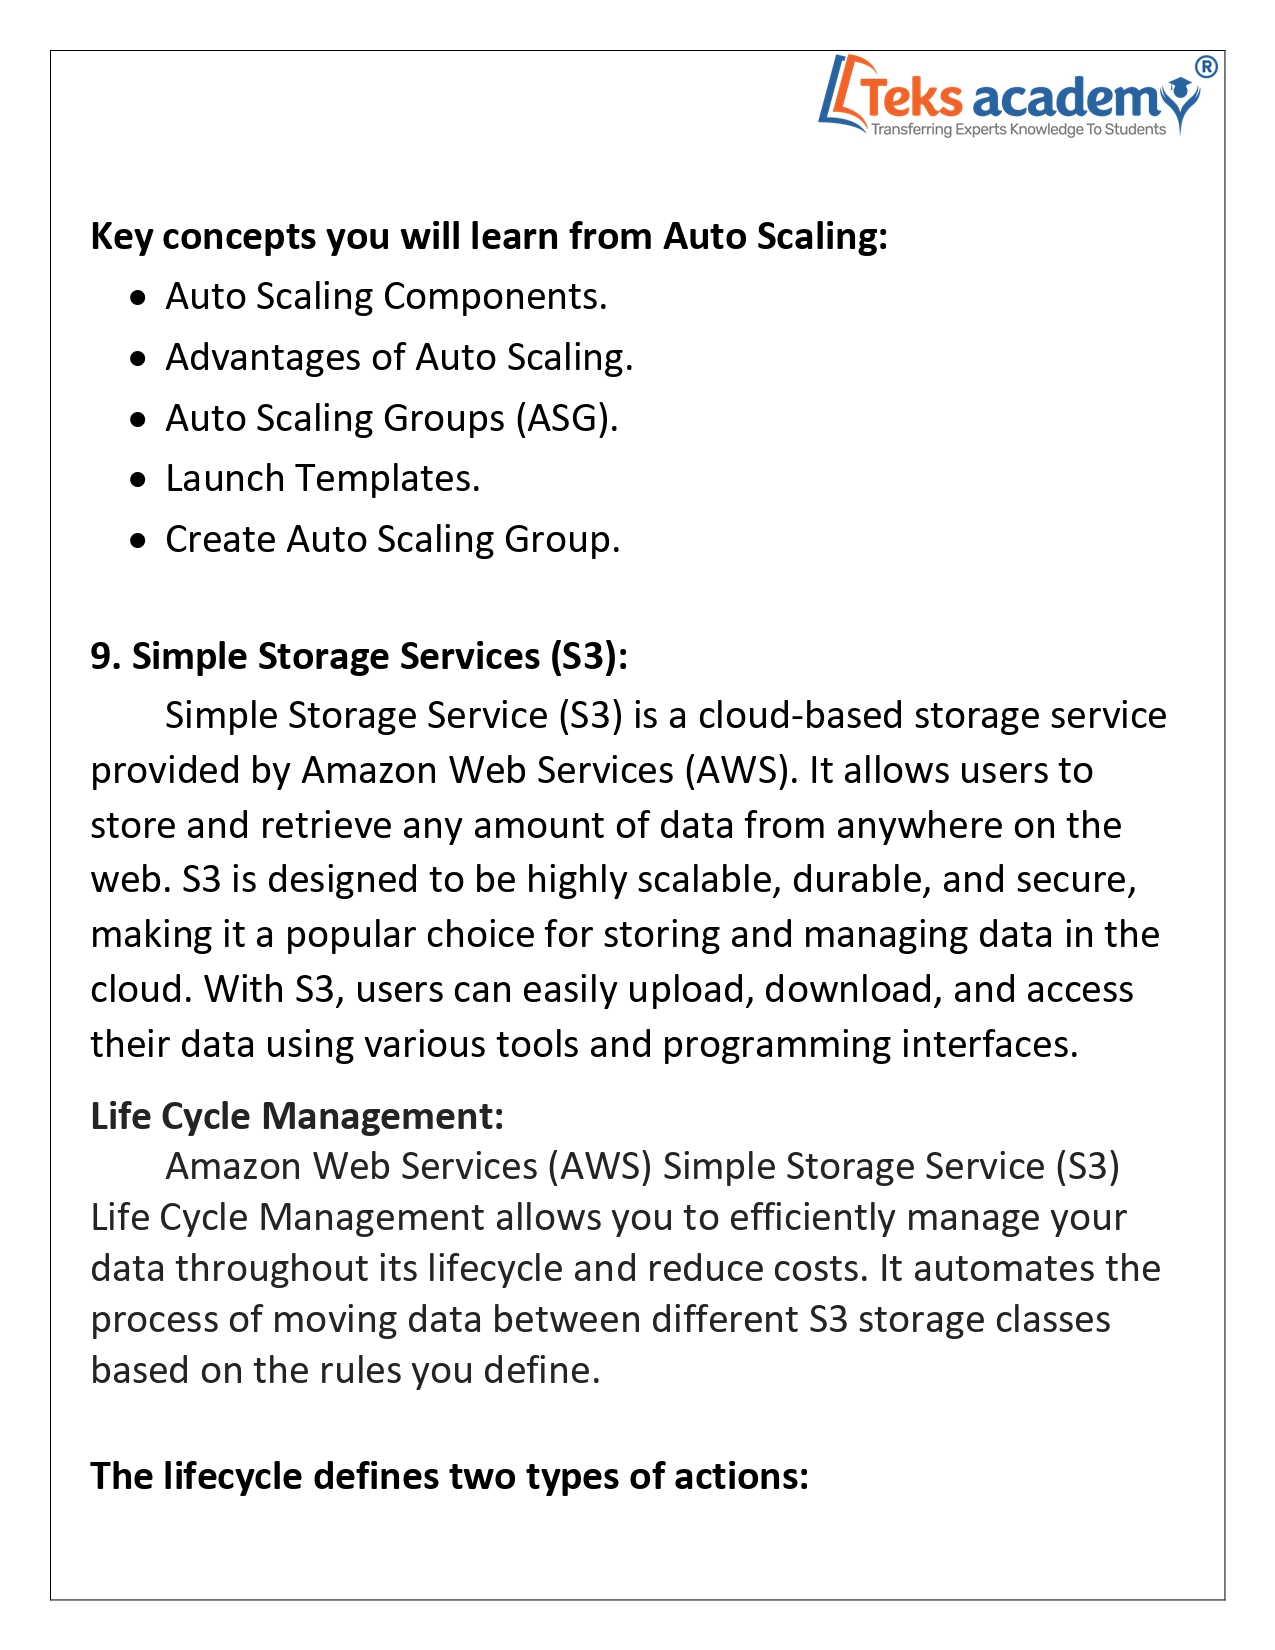 Teks academy ®
Transferring Experts Knowledge To Students
Key concepts you will learn from Auto Scaling:
• Auto Scaling Components.
• Advantages of Auto Scaling.
• Auto Scaling Groups (ASG).
• Launch Templates.
• Create Auto Scaling Group.
9. Simple Storage Services (S3):
Simple Storage Service (S3) is a cloud-based storage service
provided by Amazon Web Services (AWS). It allows users to
store and retrieve any amount of data from anywhere on the
web. S3 is designed to be highly scalable, durable, and secure,
making it a popular choice for storing and managing data in the
cloud. With S3, users can easily upload, download, and access
their data using various tools and programming interfaces.
Life Cycle Management:
Amazon Web Services (AWS) Simple Storage Service (S3)
Life Cycle Management allows you to efficiently manage your
data throughout its lifecycle and reduce costs. It automates the
process of moving data between different S3 storage classes
based on the rules you define.
The lifecycle defines two types of actions: